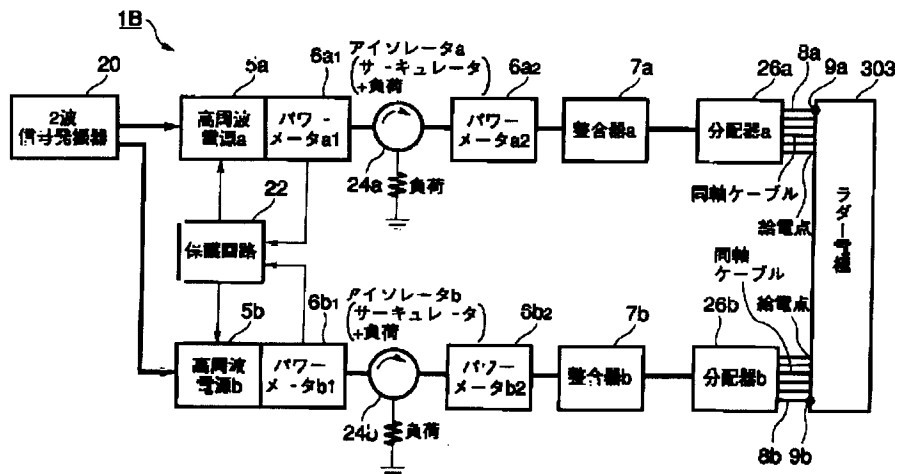 1B
20
5a
6a1
アイソレータa
(サーキュレータ
+負荷)
6a2
7a
26a
8a
9a
303
2波
信号発振器
高周波
電源a
パワー
メータa1
パワー
メータa2
整合器a
分配器a
24a
負荷
同軸ケーブル
給電点
ラダー電極
22
保護回路
同軸
ケーブル
給電点
5b
6b1
アイソレータb
(サーキュレータ
+負荷)
6b2
7b
26b
高周波
電源b
パワー
メータb1
パワー
メータb2
整合器b
分配器b
24b
負荷
8b
9b